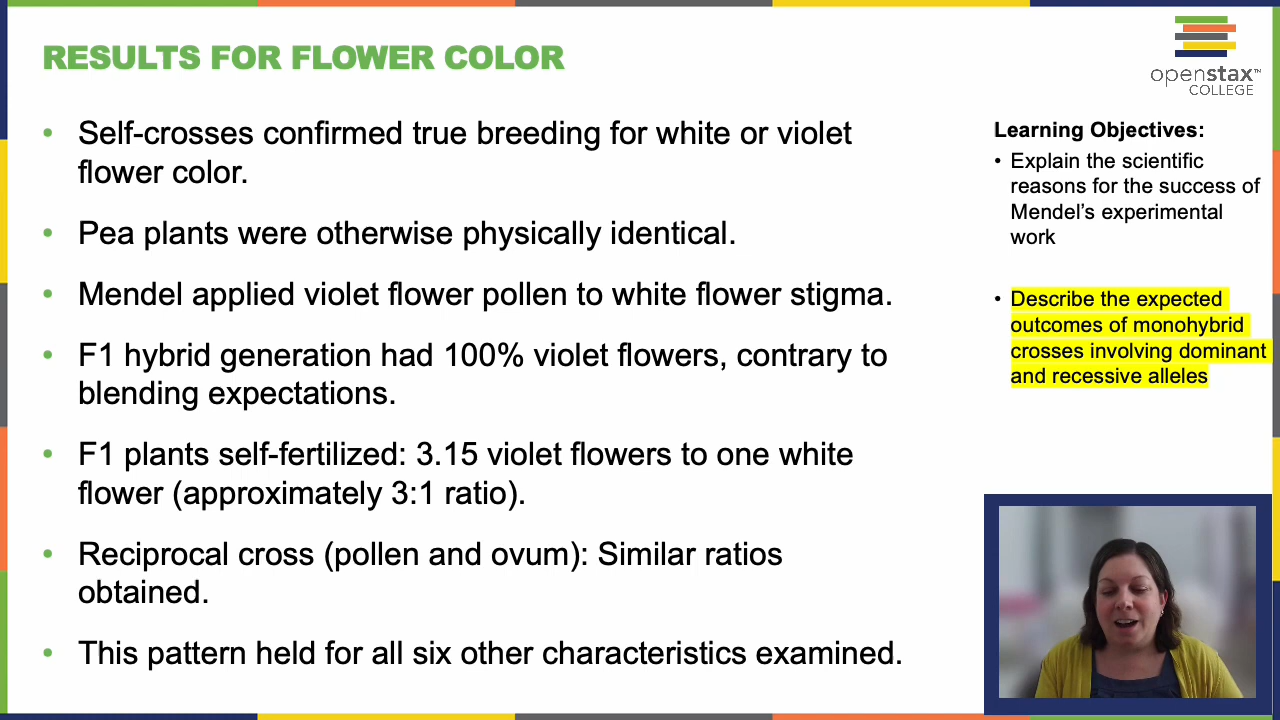 RESULTS FOR FLOWER COLOR
• Self-crosses confirmed true breeding for white or violet
flower color.
• Pea plants were otherwise physically identical.
• Mendel applied violet flower pollen to white flower stigma.
• F1 hybrid generation had 100% violet flowers, contrary to
blending expectations.
• F1 plants self-fertilized: 3.15 violet flowers to one white
flower (approximately 3:1 ratio).
• Reciprocal cross (pollen and ovum): Similar ratios
obtained.
• This pattern held for all six other characteristics examined.
openstax™
COLLEGE
Learning Objectives:
• Explain the scientific
reasons for the success of
Mendel’s experimental
work
• Describe the expected
outcomes of monohybrid
crosses involving dominant
and recessive alleles